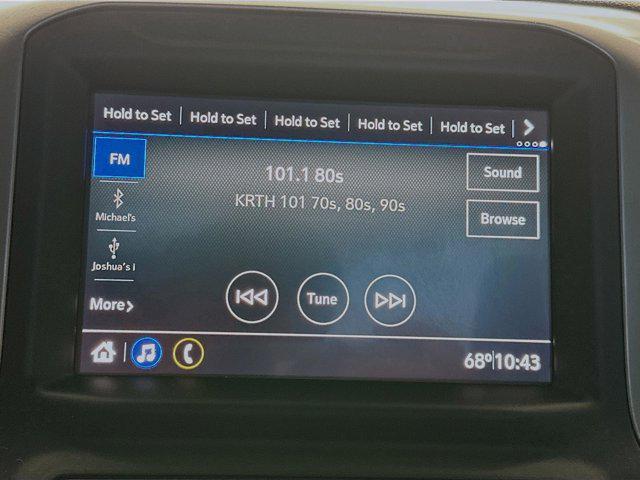 Hold to Set Hold to Set Hold to Set Hold to Set Hold to Set
FM
101.1 80s
Sound
KRTH 101 70s, 80s, 90s
Michael's
Browse
Joshua's i
More
Tune
68° 10:43